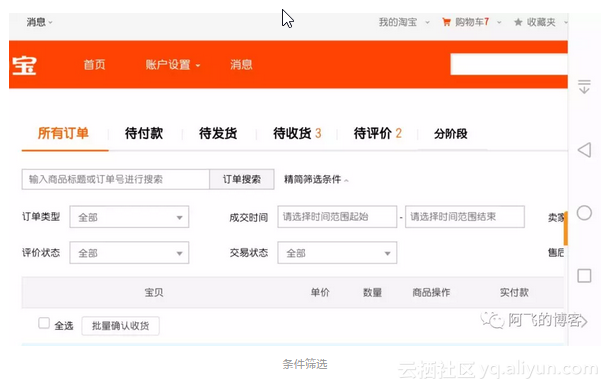 消息
我的淘宝 购物车7 收藏夹
宝 首页 账户设置 消息
所有订单 待付款 待发货 待收货 3 待评价 2 分阶段
输入商品标题或订单号进行搜索 订单搜索 精简筛选条件
订单类型 全部 成交时间 请选择时间范围起始 - 请选择时间范围结束 卖家
评价状态 全部 交易状态 全部 售后
宝贝 单价 数量 商品操作 实付款
全选 批量确认收货
阿飞的博客
条件筛选
云栖社区 yq.aliyun.com